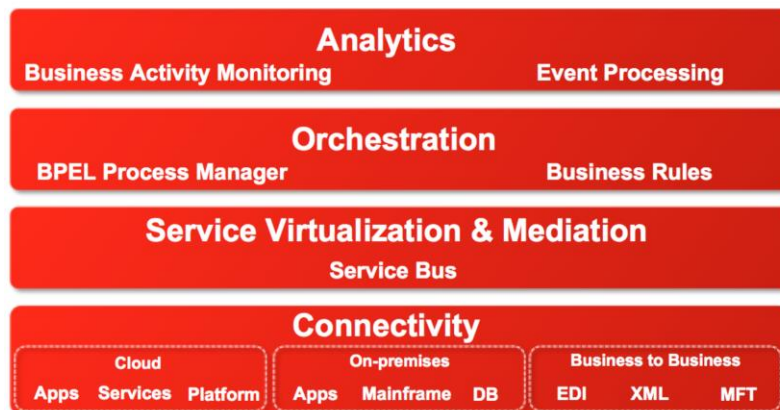 Analytics
Business Activity Monitoring Event Processing
Orchestration
BPEL Process Manager Business Rules
Service Virtualization & Mediation
Service Bus
Connectivity
Cloud On-premises Business to Business
Apps Services Platform Apps Mainframe DB EDI XML MFT